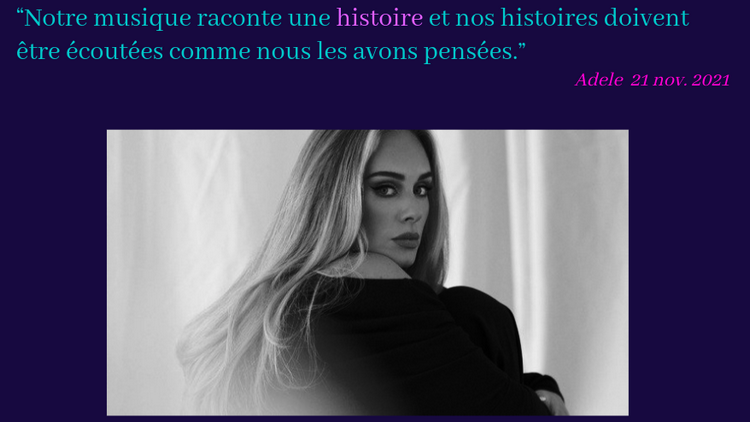 “Notre musique raconte une histoire et nos histoires doivent
être écoutées comme nous les avons pensées.”
Adele 21 nov. 2021